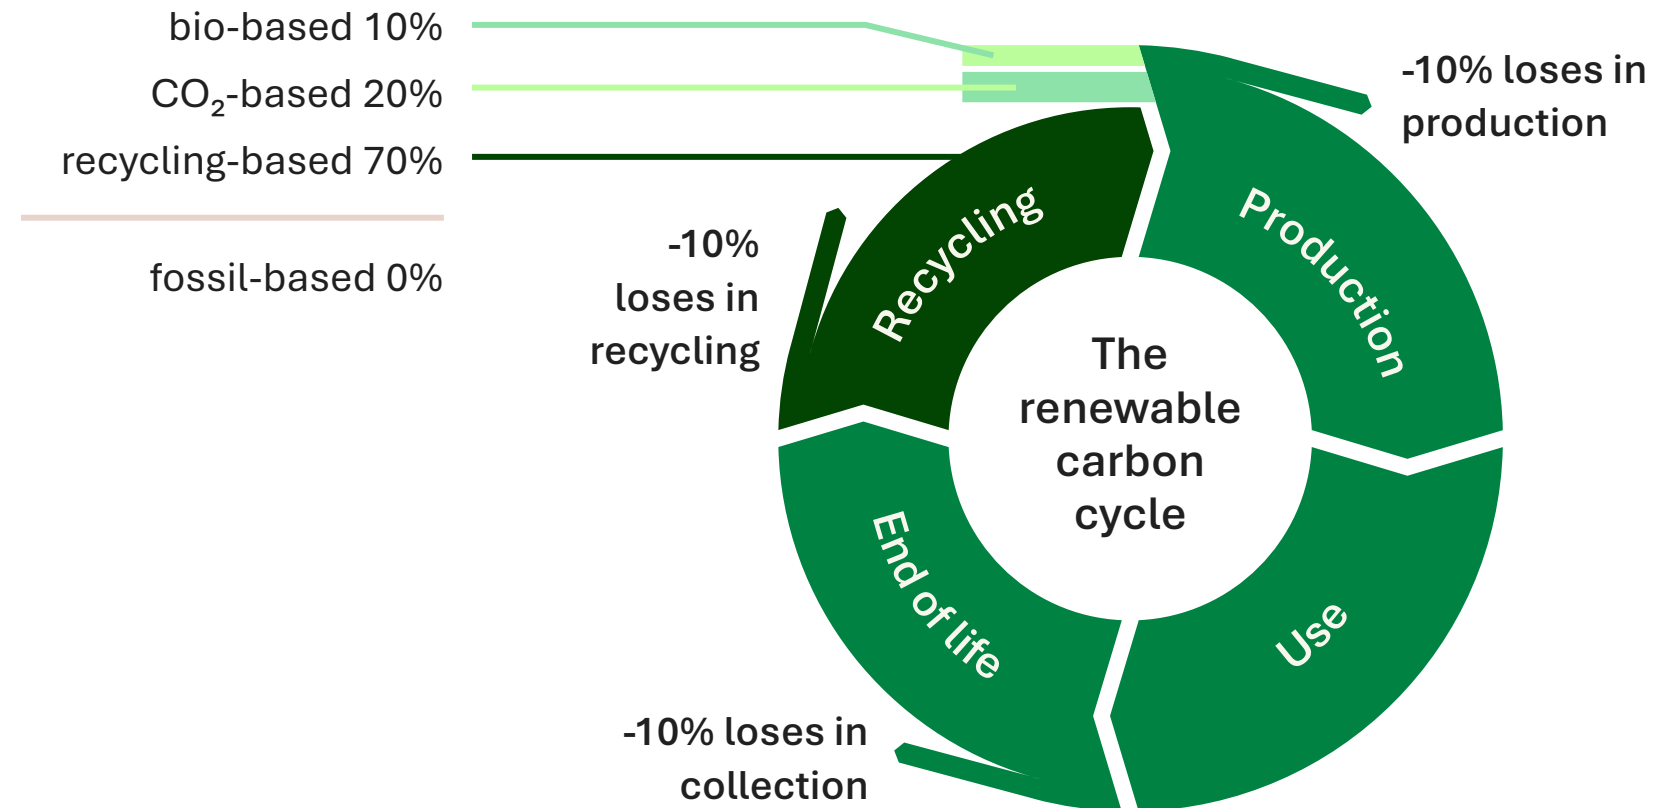 bio-based 10%
CO₂-based 20%
recycling-based 70%
fossil-based 0%
-10% loses in
production
-10%
loses in
recycling
Recycling
Production
The
renewable
carbon
cycle
End of life
Use
-10% loses in
collection